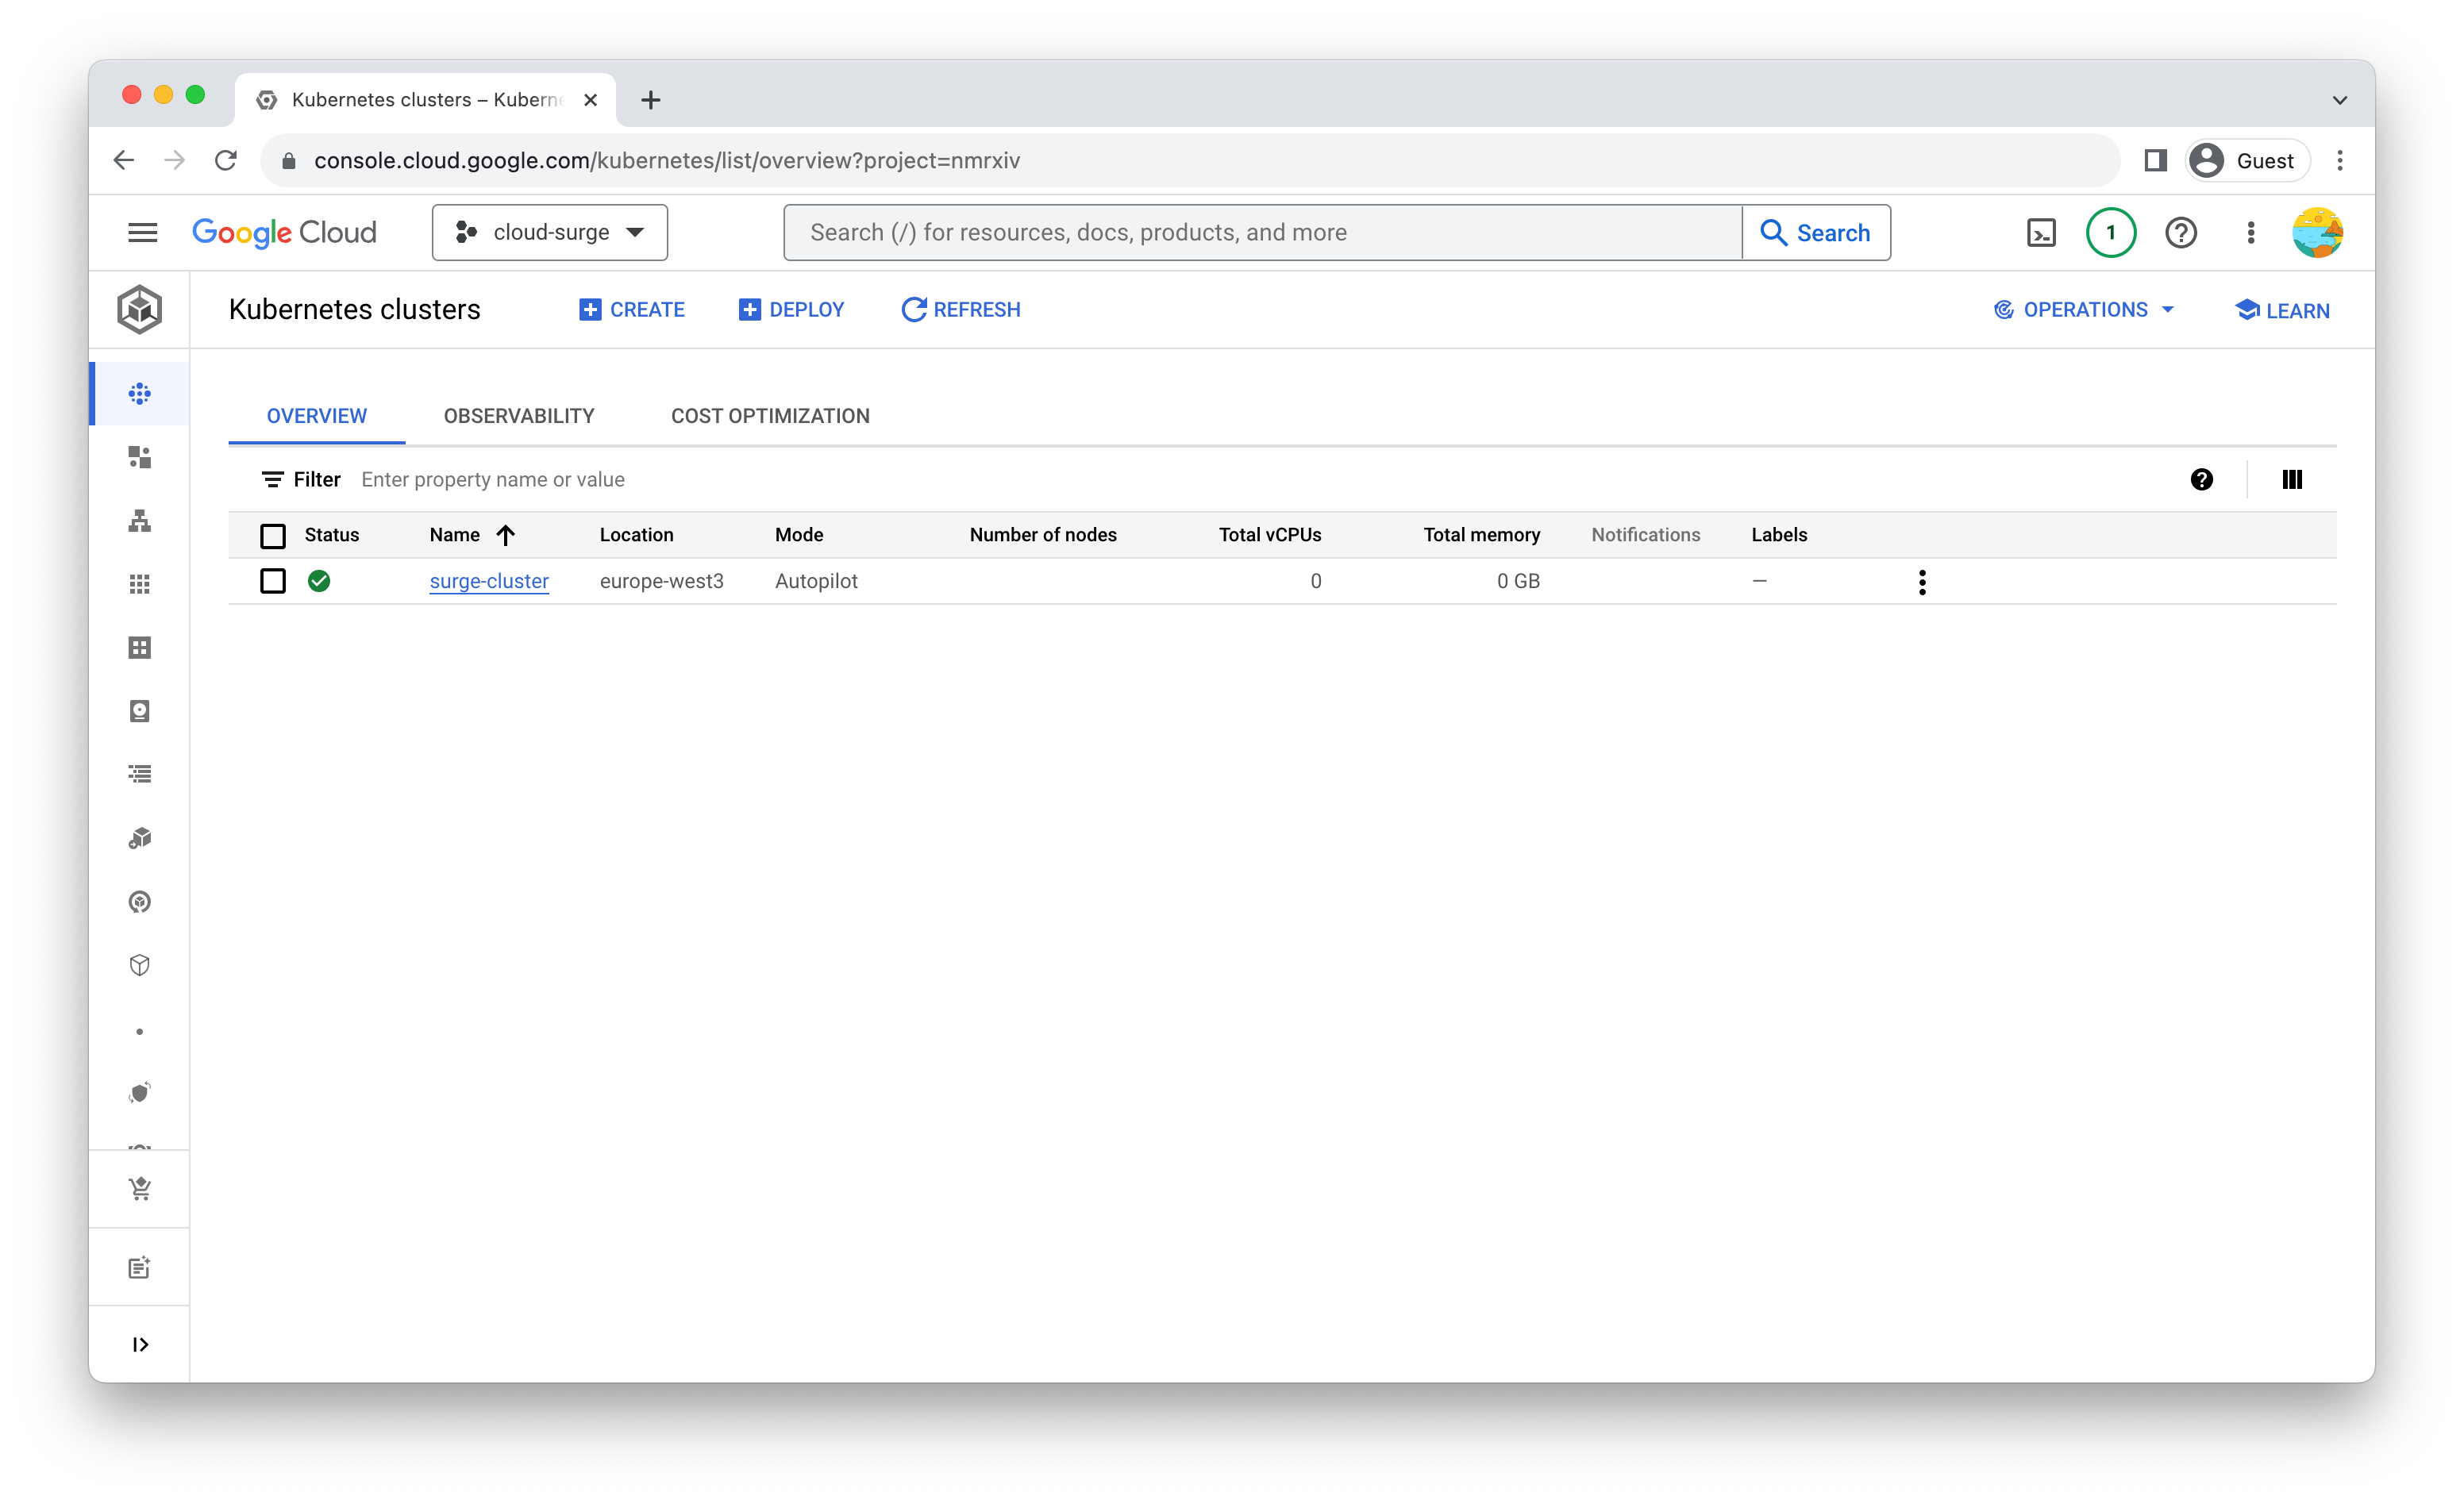 Kubernetes clusters – Kuberne
console.cloud.google.com/kubernetes/list/overview?project=nmrxiv
Guest
Google Cloud
cloud-surge
Search (/) for resources, docs, products, and more
Search
1
Kubernetes clusters
CREATE
DEPLOY
REFRESH
OPERATIONS
LEARN
OVERVIEW
OBSERVABILITY
COST OPTIMIZATION
Filter Enter property name or value
Status Name Location Mode Number of nodes Total vCPUs Total memory Notifications Labels
surge-cluster europe-west3 Autopilot 0 0 GB –